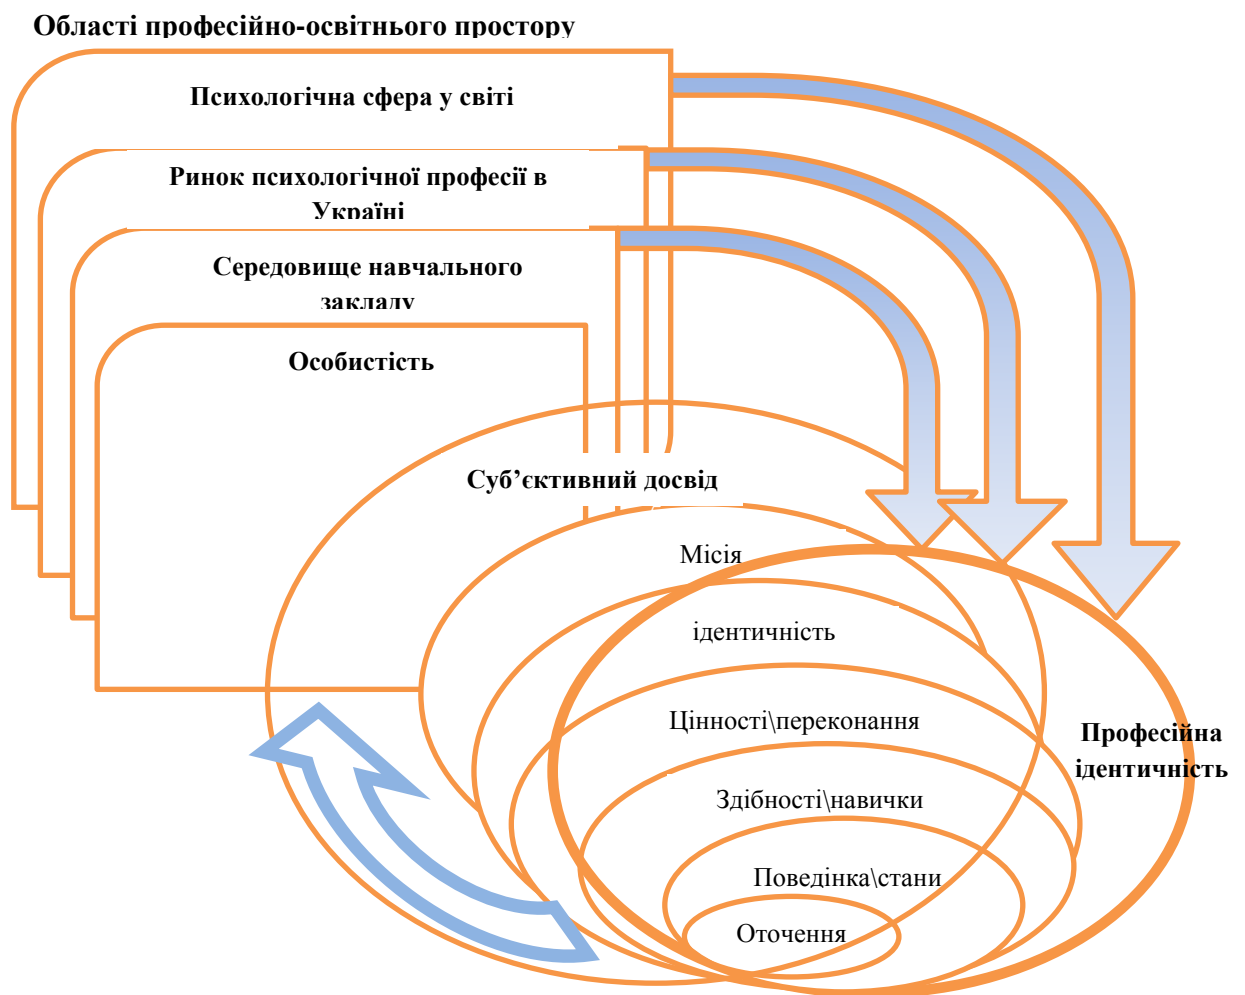 Області професійно-освітнього простору
Психологічна сфера у світі
Ринок психологічної професії в
Україні
Середовище навчального
закладу
Особистість
Суб’єктивний досвід
Місія
ідентичність
Цінності\переконання
Професійна
ідентичність
Здібності\навички
Поведінка\стани
Оточення